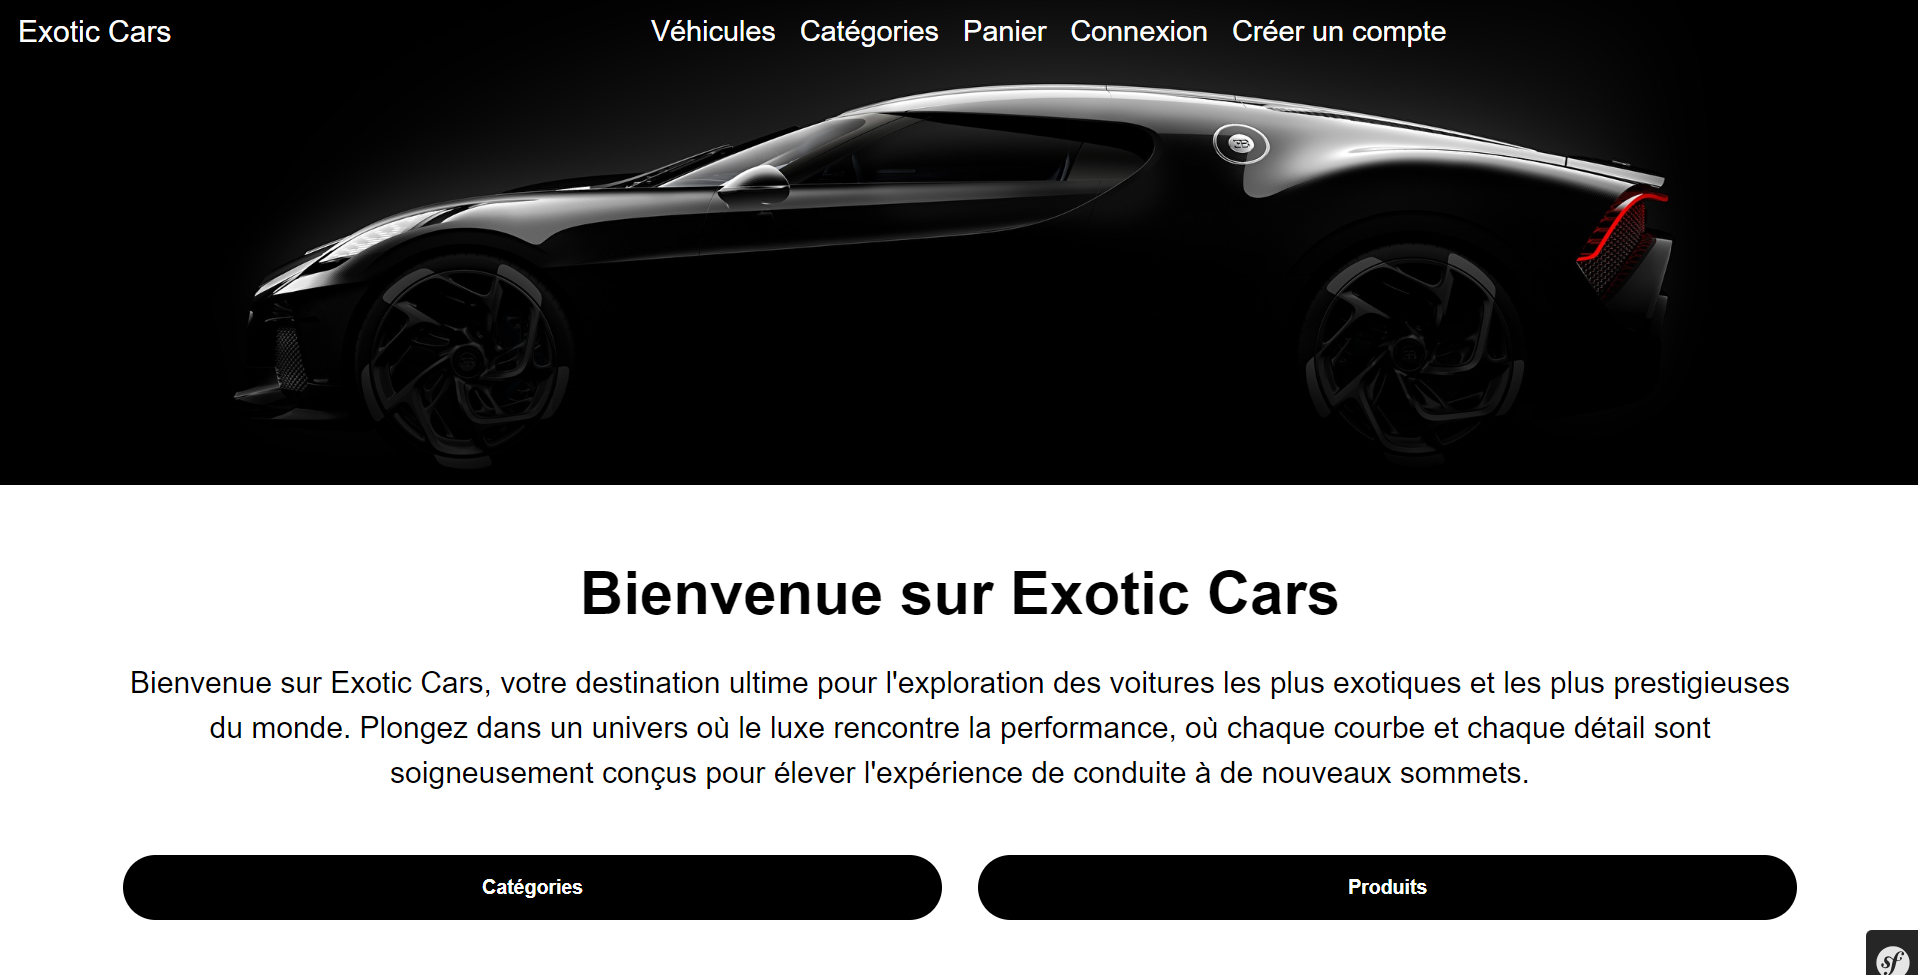 Exotic Cars
Véhicules Catégories Panier Connexion Créer un compte
EB
Bienvenue sur Exotic Cars
Bienvenue sur Exotic Cars, votre destination ultime pour l'exploration des voitures les plus exotiques et les plus prestigieuses
du monde. Plongez dans un univers où le luxe rencontre la performance, où chaque courbe et chaque détail sont
soigneusement conçus pour élever l'expérience de conduite à de nouveaux sommets.
Catégories Produits
sf